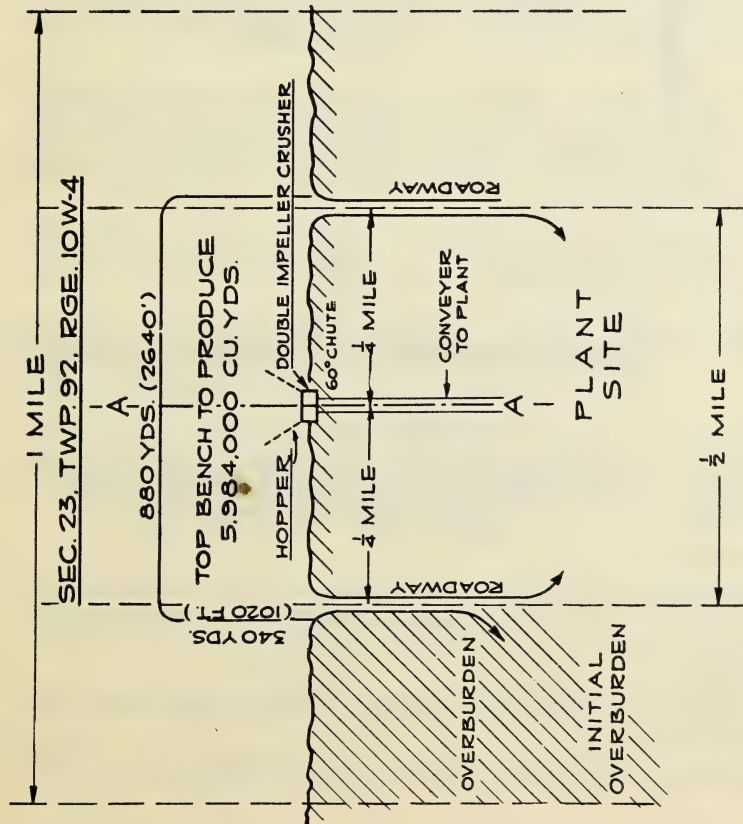 1 MILE
SEC. 23, TWP. 92, RGE. 10W-4
880 YDS. (2640')
A
TOP BENCH TO PRODUCE
5,984,000 CU. YDS.
DOUBLE IMPELLER CRUSHER
HOPPER
60° CHUTE
340 YDS.
(1020 FT.)
1/4 MILE
1/4 MILE
ROADWAY
ROADWAY
CONVEYER
TO PLANT
A
OVERBURDEN
PLANT
SITE
INITIAL
OVERBURDEN
1/2 MILE